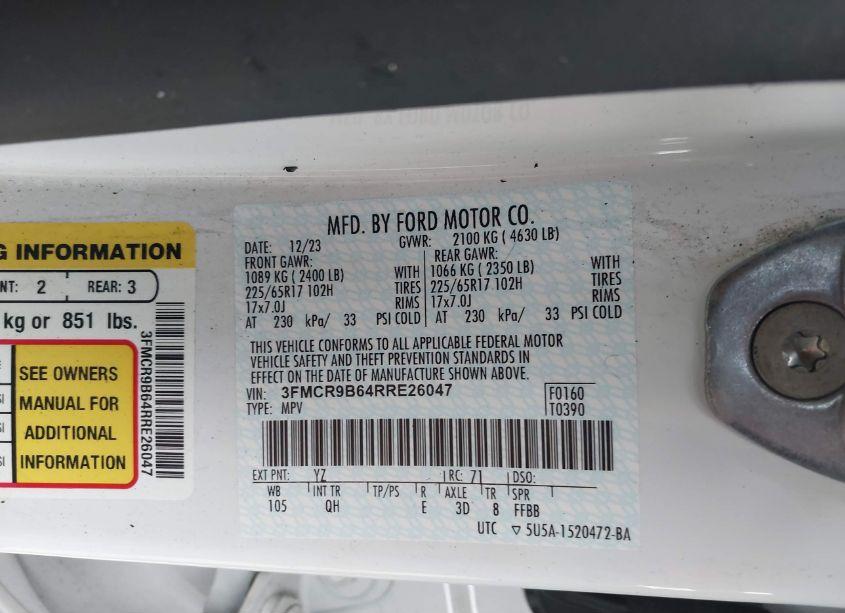 G INFORMATION
NT: 2 REAR: 3
kg or 851 lbs.
SEE OWNERS
MANUAL FOR
ADDITIONAL
INFORMATION
3FMCR9B64RRE26047
MFD. BY FORD MOTOR CO.
DATE: 12/23 GVWR: 2100 KG ( 4630 LB)
FRONT GAWR: REAR GAWR:
1089 KG ( 2400 LB) WITH 1066 KG ( 2350 LB) WITH
225/65R17 102H TIRES 225/65R17 102H TIRES
17x7.0J RIMS 17x7.0J RIMS
AT 230 kPa/ 33 PSI COLD AT 230 kPa/ 33 PSI COLD
THIS VEHICLE CONFORMS TO ALL APPLICABLE FEDERAL MOTOR
VEHICLE SAFETY AND THEFT PREVENTION STANDARDS IN
EFFECT ON THE DATE OF MANUFACTURE SHOWN ABOVE.
VIN: 3FMCR9B64RRE26047 F0160
TYPE: MPV T0390
EXT PNT: YZ RC: 71 DSO:
WB INT TR TP/PS R AXLE TR SPR
105 QH E 3D 8 FFBB
UTC ▽ 5U5A-1520472-BA